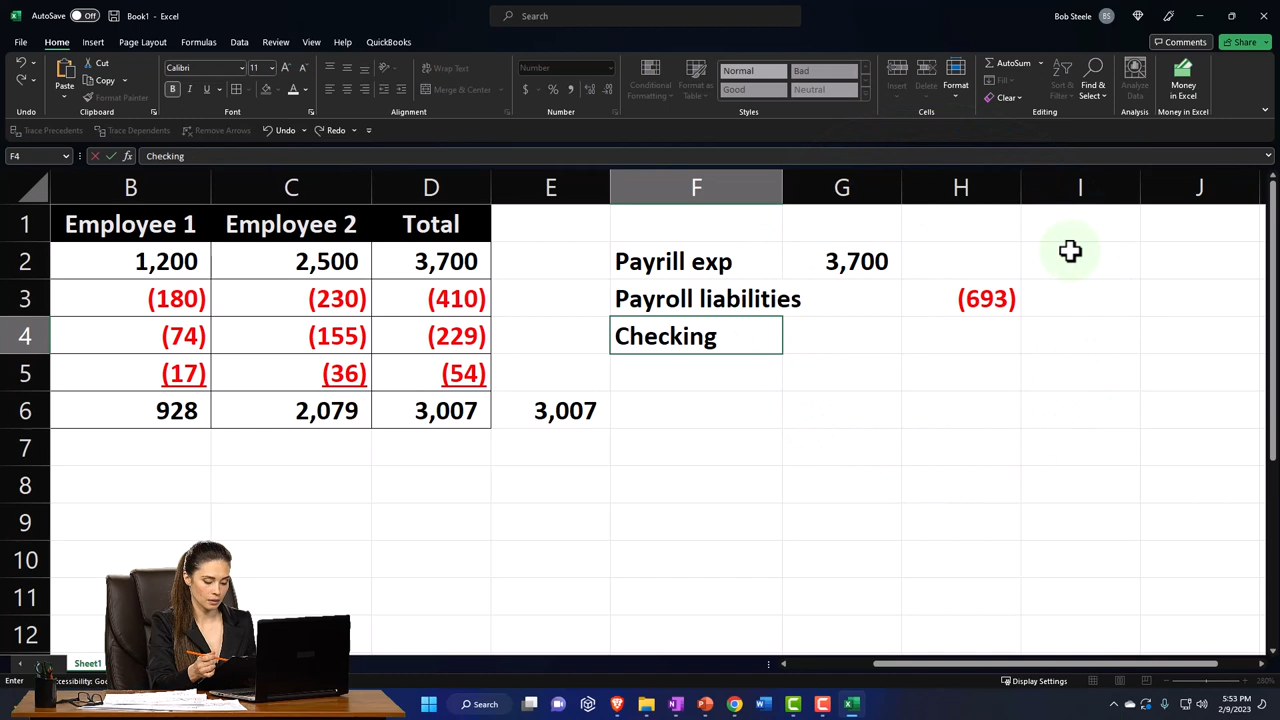 AutoSave Off Book1 - Excel Search Bob Steele BS
File Home Insert Page Layout Formulas Data Review View Help QuickBooks Comments Share
Cut Calibri 11 Wrap Text Number Normal Bad AutoSum
Copy Fill
Paste Format Painter Merge & Center Conditional Formatting Format as Table Good Neutral Insert Delete Format Clear Sort & Filter Find & Select Analyze Data Money in Excel
Undo Clipboard Font Alignment Number Styles Cells Editing Analysis Money in Excel
Trace Precedents Trace Dependents Remove Arrows Undo Redo
F4 fx Checking
B C D E F G H I J
1 Employee 1 Employee 2 Total
2 1,200 2,500 3,700 Payrill exp 3,700
3 (180) (230) (410) Payroll liabilities (693)
4 (74) (155) (229) Checking
5 (17) (36) (54)
6 928 2,079 3,007 3,007
7
8
9
10
11
12
Sheet1
Enter Display Settings 280%
Search 5:53 PM
2/9/2023